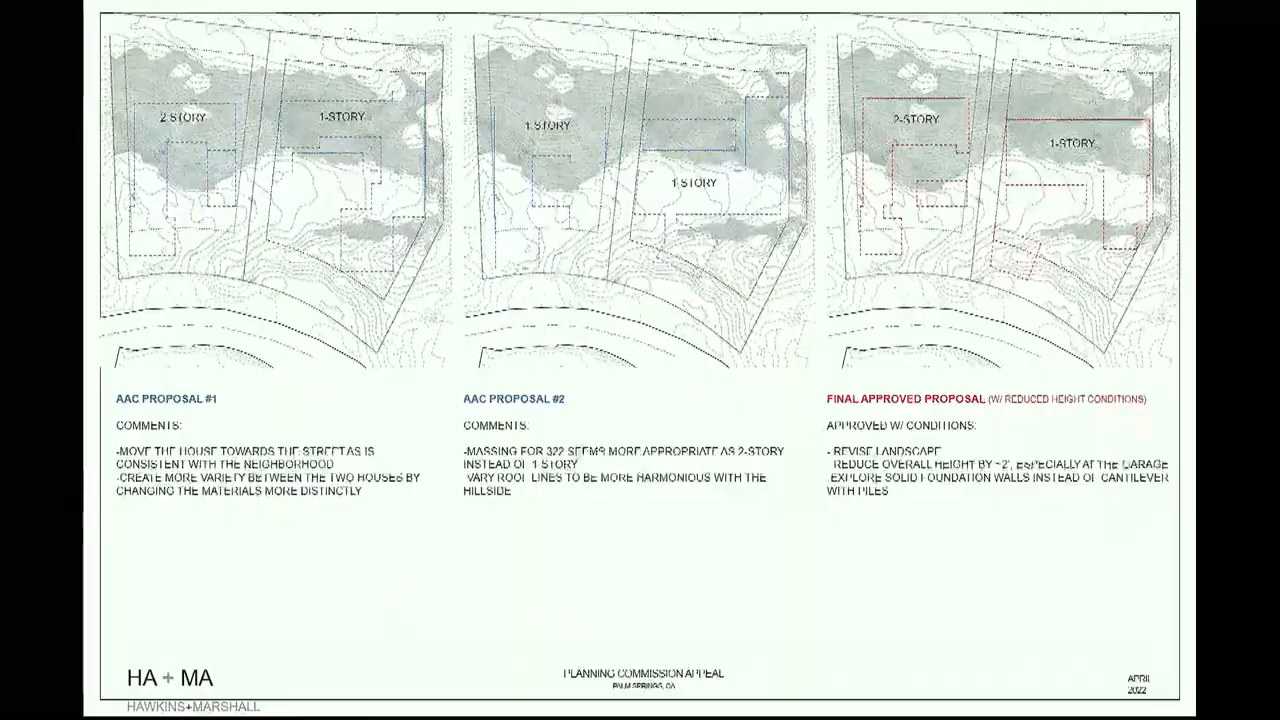 2-STORY
1-STORY
1 STORY
1 STORY
2-STORY
1-STORY
AAC PROPOSAL #1
COMMENTS:
-MOVE THE HOUSE TOWARDS THE STREET AS IS
CONSISTENT WITH THE NEIGHBORHOOD
-CREATE MORE VARIETY BETWEEN THE TWO HOUSES BY
CHANGING THE MATERIALS MORE DISTINCTLY
AAC PROPOSAL #2
COMMENTS:
-MASSING FOR 322 SEEMS MORE APPROPRIATE AS 2-STORY
INSTEAD OF 1 STORY
-VARY ROOF LINES TO BE MORE HARMONIOUS WITH THE
HILLSIDE
FINAL APPROVED PROPOSAL (W/ REDUCED HEIGHT CONDITIONS)
APPROVED W/ CONDITIONS:
- REVISE LANDSCAPE
- REDUCE OVERALL HEIGHT BY ~2', ESPECIALLY AT THE GARAGE
-EXPLORE SOLID FOUNDATION WALLS INSTEAD OF CANTILEVER
WITH PILES
HA + MA
HAWKINS+MARSHALL
PLANNING COMMISSION APPEAL
PALM SPRINGS, CA
APRIL
2022